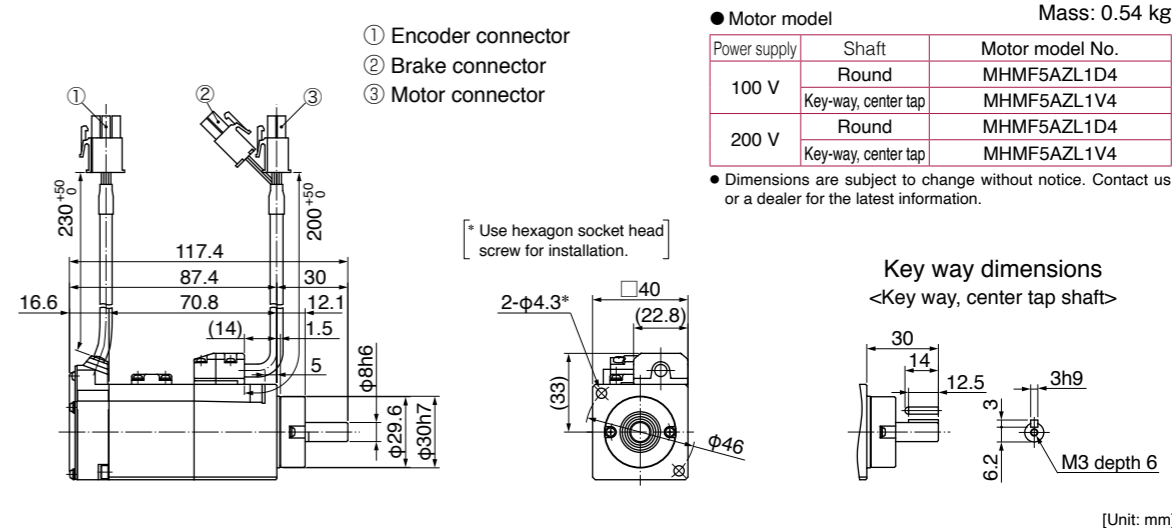 ① Encoder connector
② Brake connector
③ Motor connector
● Motor model
Mass: 0.54 kg
Power supply Shaft Motor model No.
100 V Round MHMF5AZL1D4
Key-way, center tap MHMF5AZL1V4
200 V Round MHMF5AZL1D4
Key-way, center tap MHMF5AZL1V4
● Dimensions are subject to change without notice. Contact us
or a dealer for the latest information.
① ② ③
230 +50 0
200 +50 0
117.4
87.4 30
16.6 70.8 12.1
(14) 1.5
5
φ8h6
φ29.6
φ30h7
[* Use hexagon socket head
screw for installation.]
□40
2-φ4.3*
(22.8)
(33)
φ46
Key way dimensions
<Key way, center tap shaft>
30
14
12.5
3h9
3
6.2
M3 depth 6
[Unit: mm]